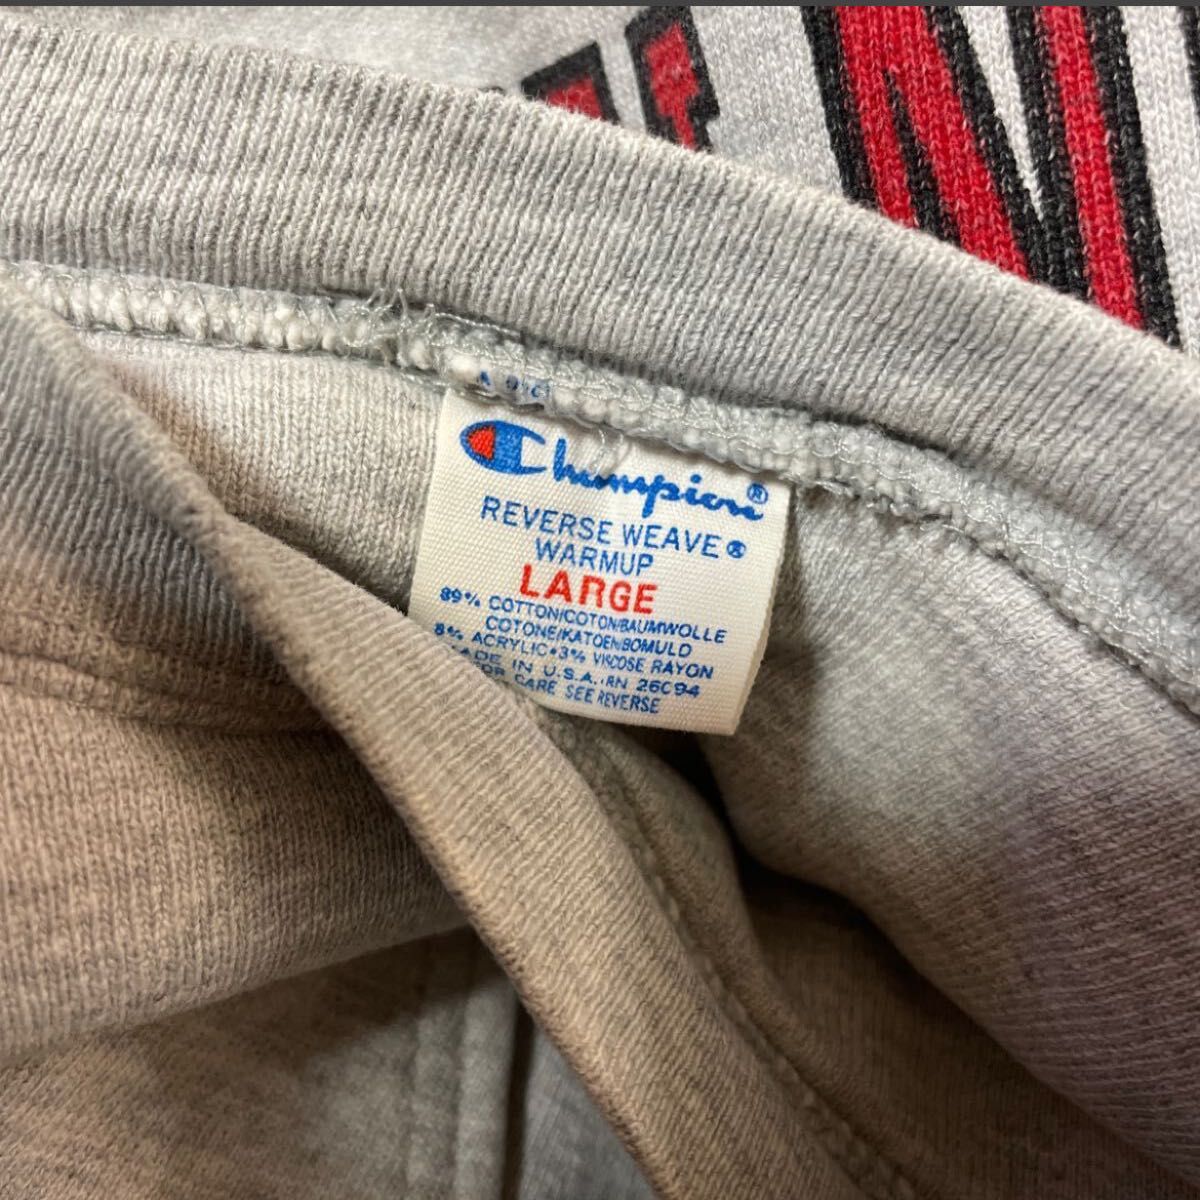 Champion®
REVERSE WEAVE®
WARMUP
LARGE
89% COTTON/COTON/BAUMWOLLE
COTONE/KATOEN/BOMULD
8% ACRYLIC•3% VISCOSE RAYON
MADE IN U.S.A. RN 26094
FOR CARE SEE REVERSE
N